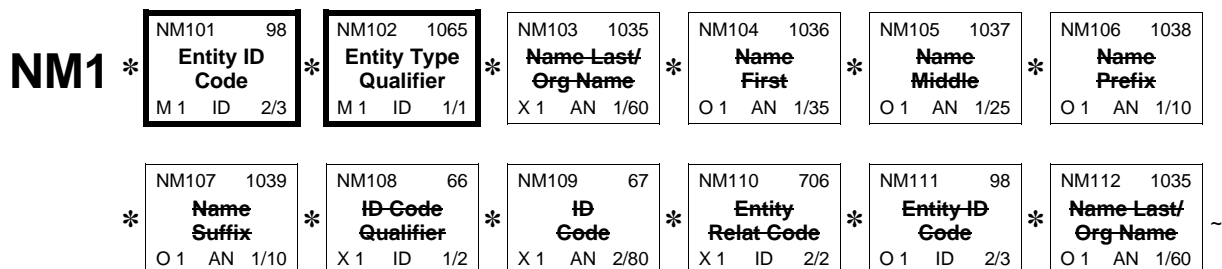 NM101 98 NM102 1065 NM103 1035 NM104 1036 NM105 1037 NM106 1038
NM1 * Entity ID Code * Entity Type Qualifier * Name Last/ Org Name * Name First * Name Middle * Name Prefix
M 1 ID 2/3 M 1 ID 1/1 X 1 AN 1/60 O 1 AN 1/35 O 1 AN 1/25 O 1 AN 1/10
NM107 1039 NM108 66 NM109 67 NM110 706 NM111 98 NM112 1035
* Name Suffix * ID Code Qualifier * ID Code * Entity Relat Code * Entity ID Code * Name Last/ Org Name ~
O 1 AN 1/10 X 1 ID 1/2 X 1 AN 2/80 X 1 ID 2/2 O 1 ID 2/3 O 1 AN 1/60